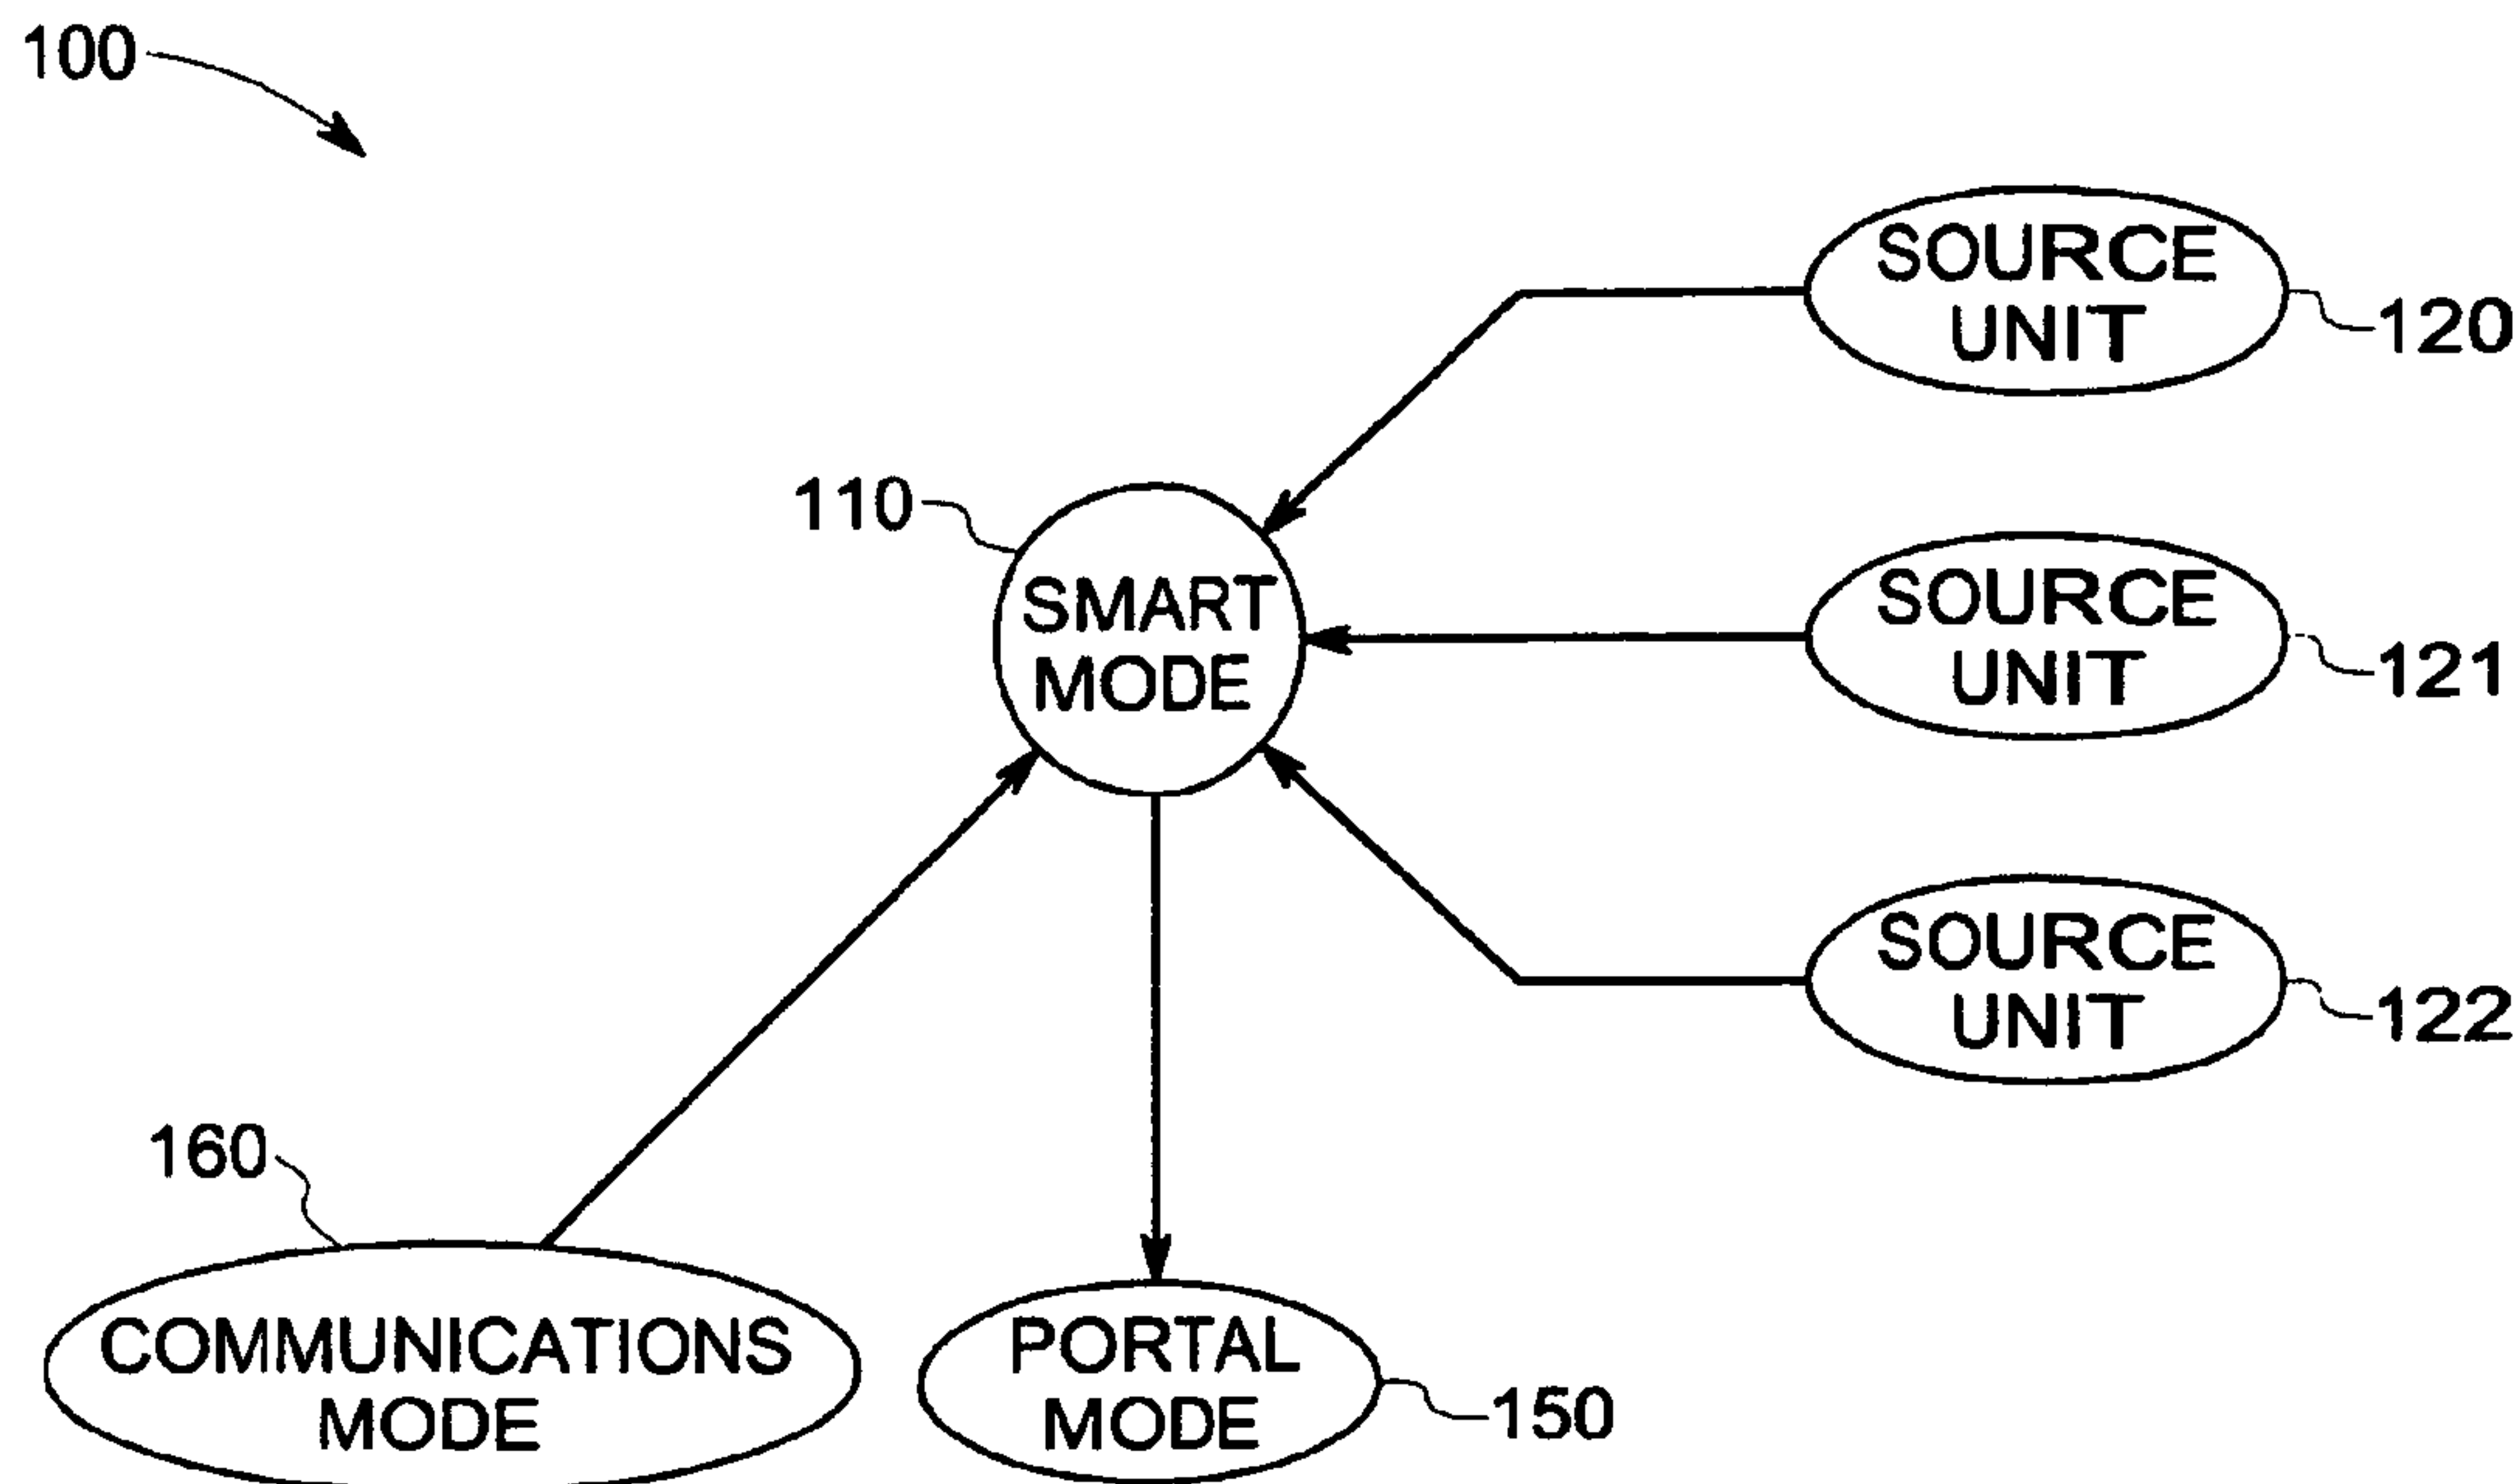 100
SOURCE
UNIT
120
110
SMART
MODE
SOURCE
UNIT
121
SOURCE
UNIT
122
160
COMMUNICATIONS
MODE
PORTAL
MODE
150